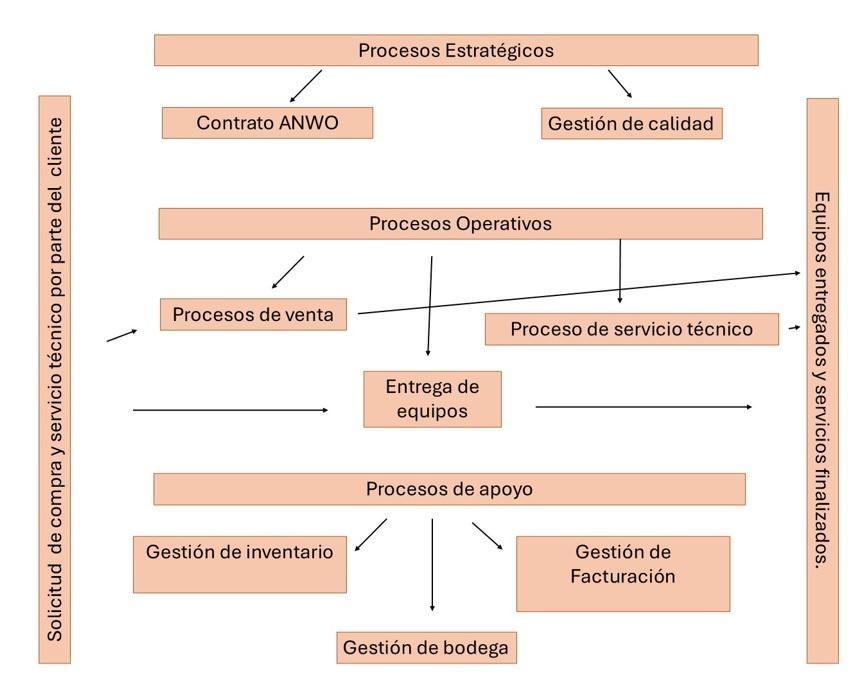 Procesos Estratégicos
Contrato ANWO
Gestión de calidad
Solicitud de compra y servicio técnico por parte del cliente
Procesos Operativos
Procesos de venta
Proceso de servicio técnico
Entrega de
equipos
Equipos entregados y servicios finalizados.
Procesos de apoyo
Gestión de inventario
Gestión de
Facturación
Gestión de bodega